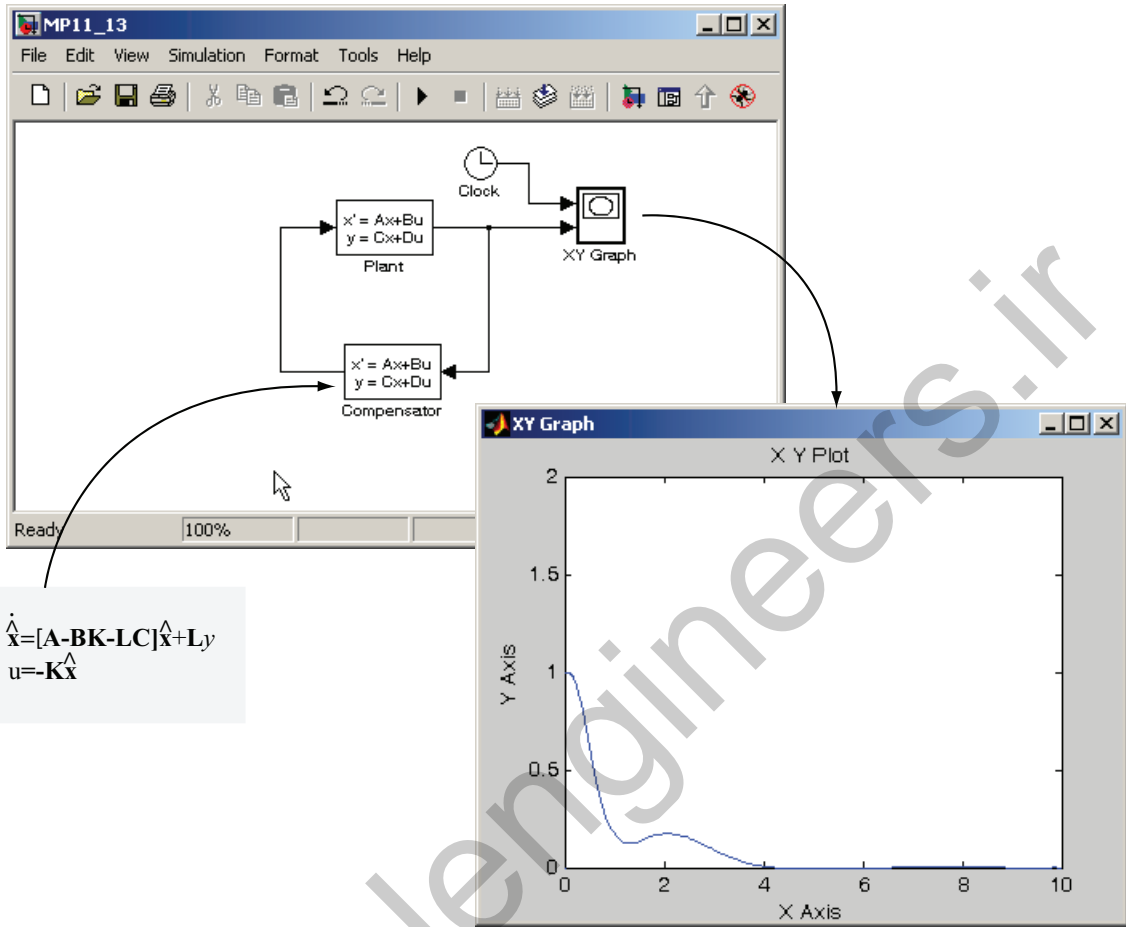 MP11_13
File Edit View Simulation Format Tools Help
Clock
x' = Ax+Bu
y = Cx+Du
Plant
XY Graph
x' = Ax+Bu
y = Cx+Du
Compensator
Ready 100%
x̂̇=[A-BK-LC]x̂+Ly
u=-Kx̂
XY Graph
X Y Plot
2
1.5
1
0.5
0
Y Axis
0 2 4 6 8 10
X Axis
lengineers.ir